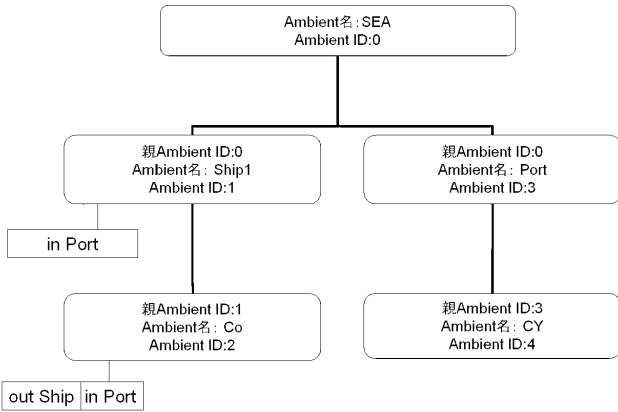 Ambient名：SEA
Ambient ID:0
親Ambient ID:0
Ambient名：Ship1
Ambient ID:1
親Ambient ID:0
Ambient名：Port
Ambient ID:3
in Port
親Ambient ID:1
Ambient名：Co
Ambient ID:2
親Ambient ID:3
Ambient名：CY
Ambient ID:4
out Ship in Port